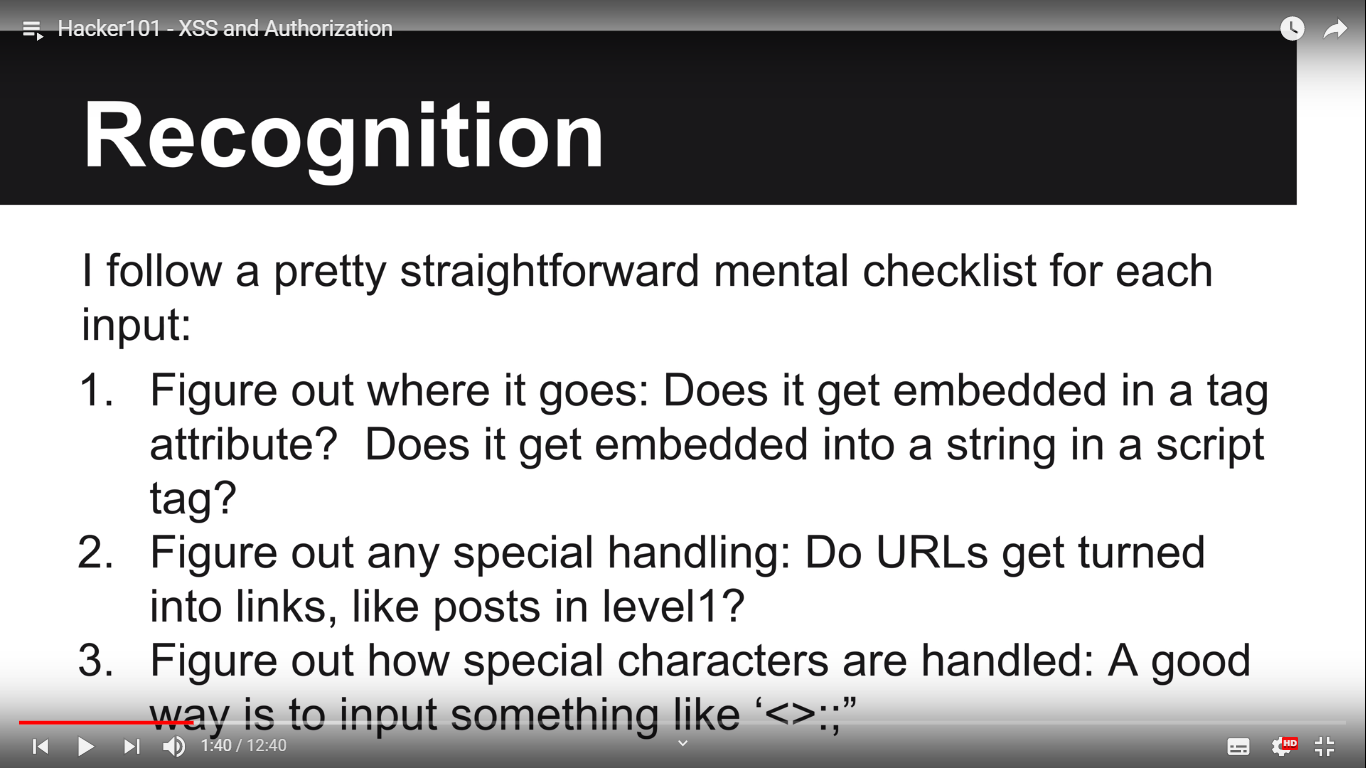 Hacker101 - XSS and Authorization
Recognition
I follow a pretty straightforward mental checklist for each
input:
1. Figure out where it goes: Does it get embedded in a tag
attribute?  Does it get embedded into a string in a script
tag?
2. Figure out any special handling: Do URLs get turned
into links, like posts in level1?
3. Figure out how special characters are handled: A good
way is to input something like ‘<>:;”
1:40 / 12:40
HD